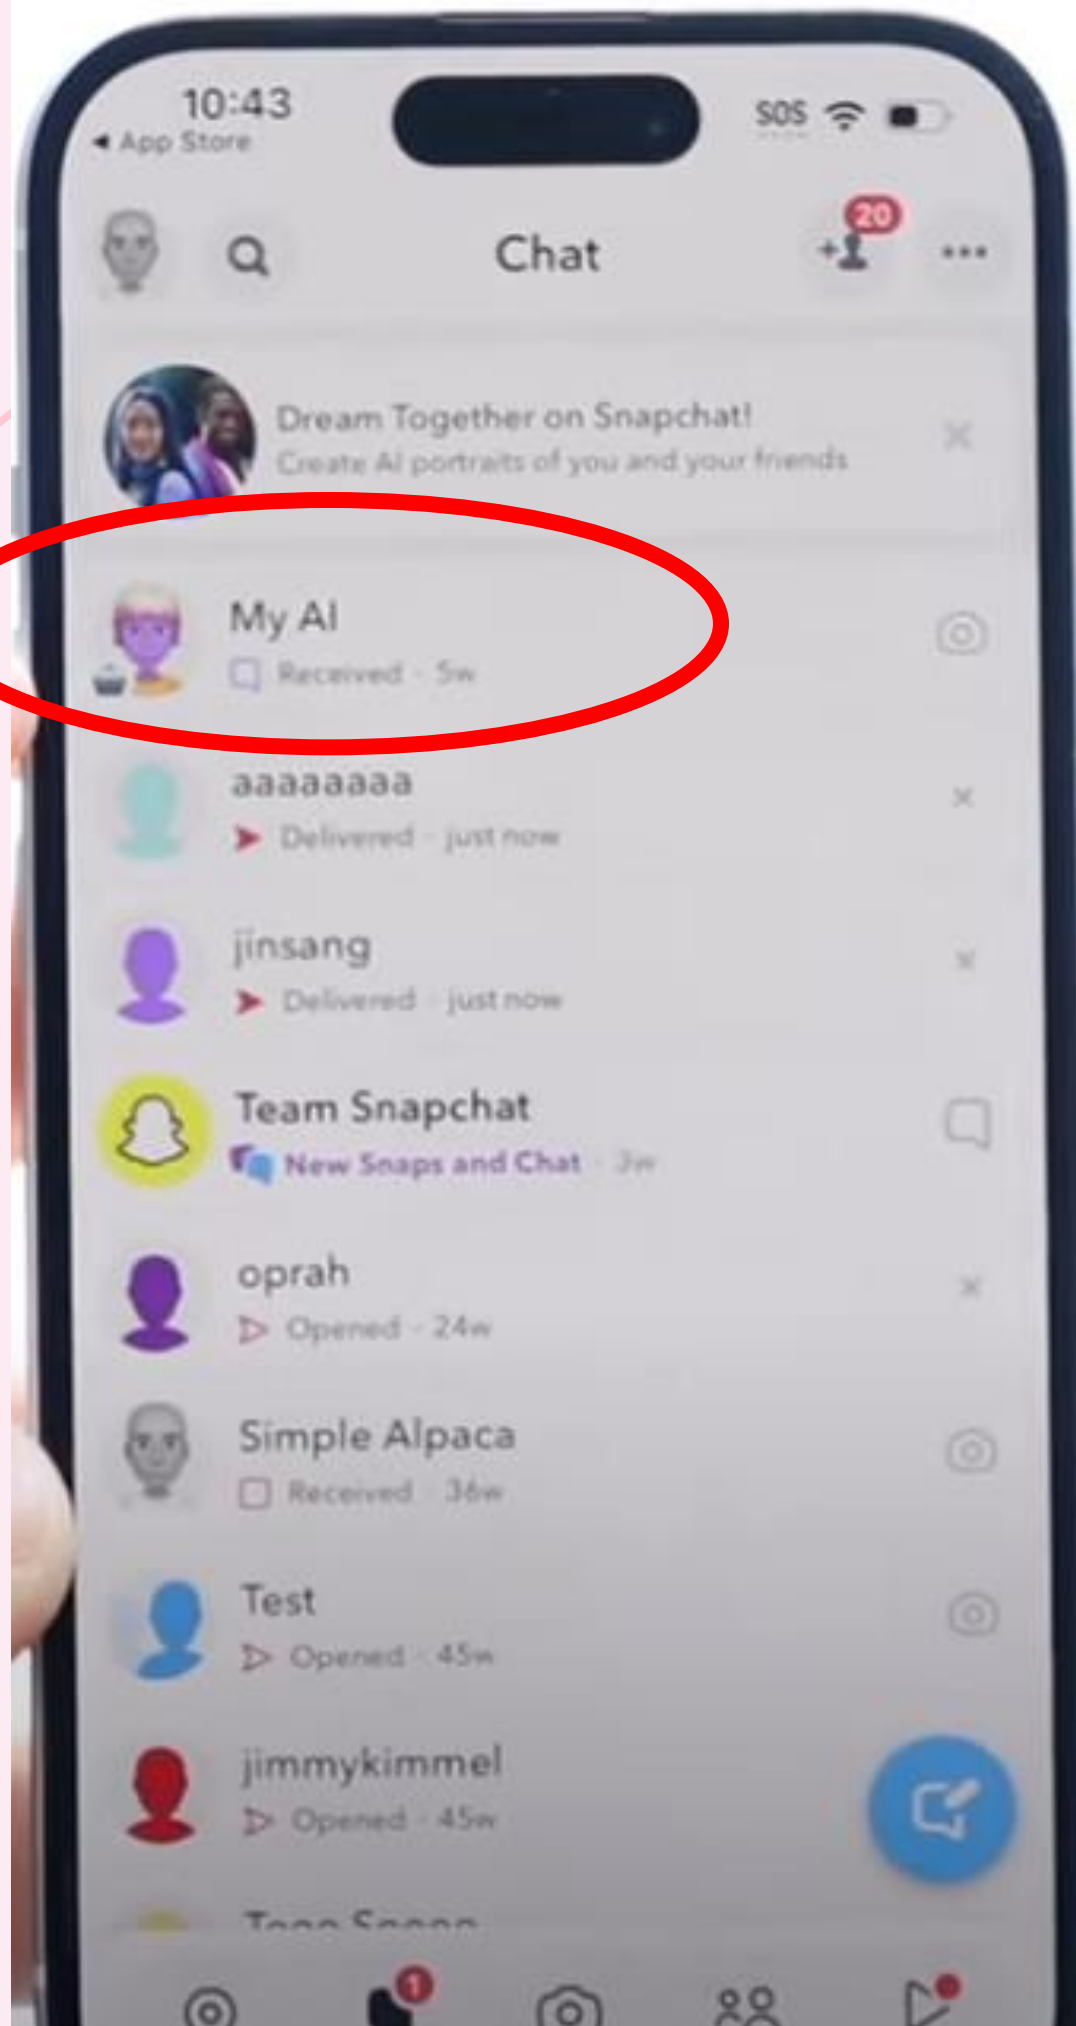 10:43
SOS
◀ App Store
Chat
20
Dream Together on Snapchat!
Create AI portraits of you and your friends
My AI
Received · 5w
aaaaaaaa
Delivered · just now
jinsang
Delivered · just now
Team Snapchat
New Snaps and Chat · 3w
oprah
Opened · 24w
Simple Alpaca
Received · 36w
Test
Opened · 45w
jimmykimmel
Opened · 45w
1